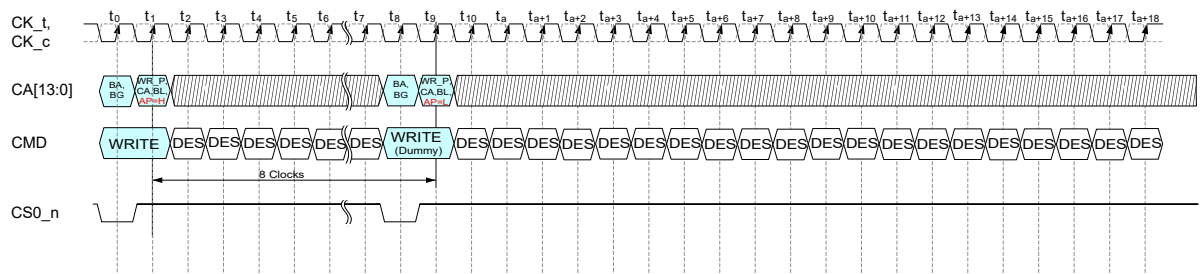 CK_t,
CK_c
t0 t1 t2 t3 t4 t5 t6 t7 t8 t9 t10 ta ta+1 ta+2 ta+3 ta+4 ta+5 ta+6 ta+7 ta+8 ta+9 ta+10 ta+11 ta+12 ta+13 ta+14 ta+15 ta+16 ta+17 ta+18
CA[13:0]
BA,
BG
WR_P,
CA,BL,
AP=H
BA,
BG
WR_P,
CA,BL,
AP=L
CMD
WRITE DES DES DES DES DES DES WRITE DES DES DES DES DES DES DES DES DES DES DES DES DES DES DES DES DES DES DES DES
(Dummy)
8 Clocks
CS0_n